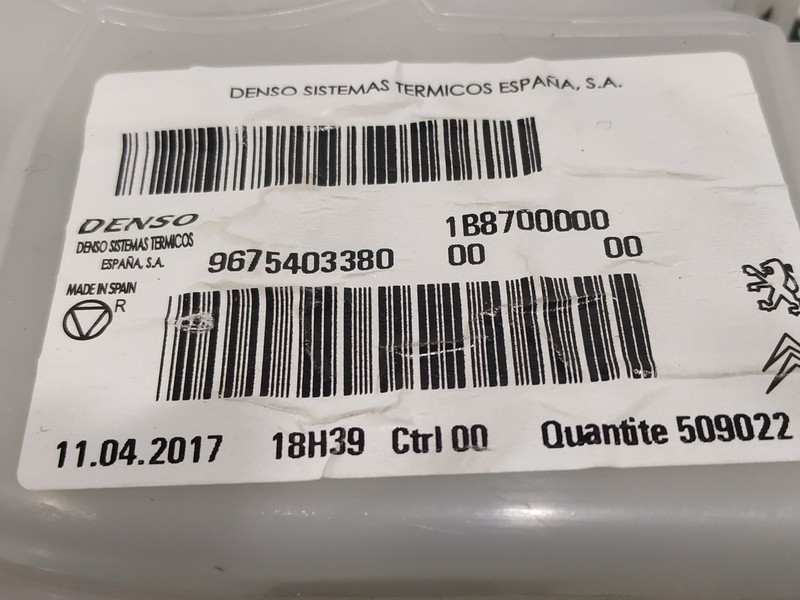 DENSO SISTEMAS TERMICOS ESPAÑA, S.A.
DENSO
DENSO SISTEMAS TERMICOS
ESPAÑA, S.A.
1B8700000
9675403380 00 00
MADE IN SPAIN
R
11.04.2017 18H39 Ctrl 00 Quantite 509022